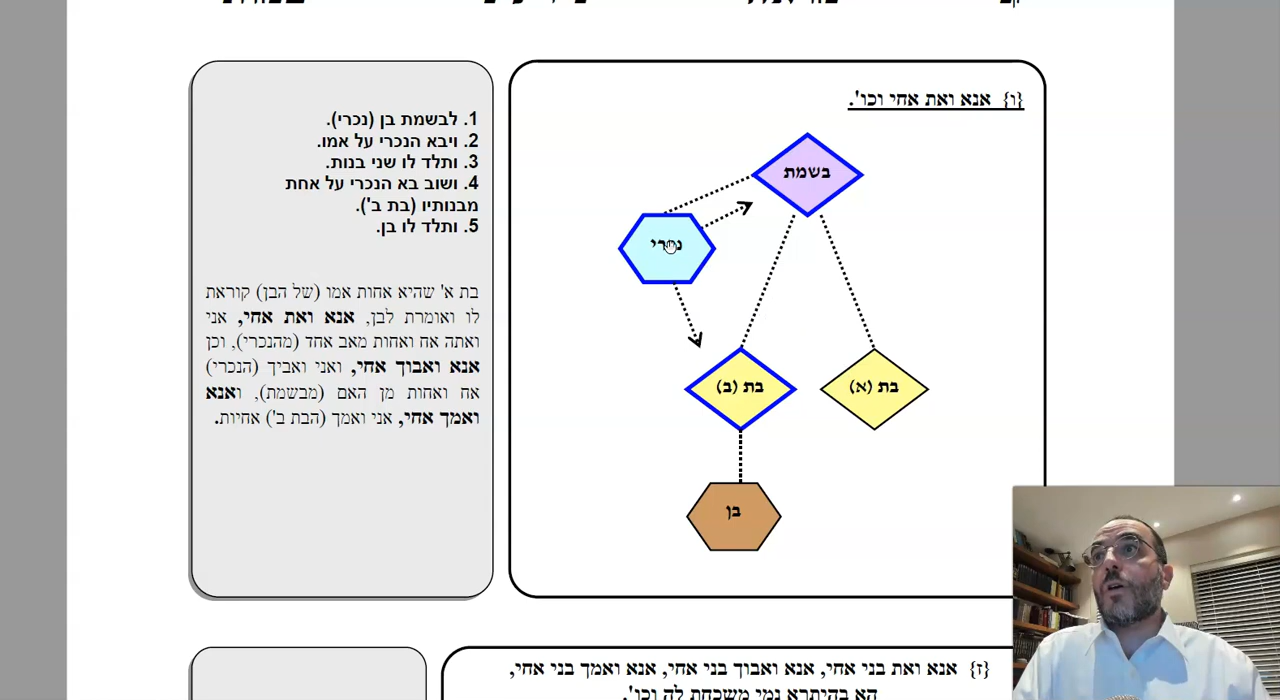 {ו} אנא ואת אחי וכו'.
בשמת
בת (א)
בת (ב)
בן
1. לבשמת בן (נכרי).
2. ויבא הנכרי על אמו.
3. ותלד לו שני בנות.
4. ושוב בא הנכרי על אחת
מבנותיו (בת ב').
5. ותלד לו בן.
בת א' שהיא אחות אמו (של הבן) קוראת
לו ואומרת לבן, אנא ואת אחי, אני
ואתה אח ואחות מאב אחד (מהנכרי), וכן
אנא ואבוך אחי, ואני ואביך (הנכרי)
אח ואחות מן האם (מבשמת), ואנא
ואמך אחי, אני ואמך (הבת ב') אחיות.
{ז} אנא ואת בני אחי, אנא ואבוך בני אחי, אנא ואמך בני אחי,
הא בהיתרא נמי משכחת לה וכו'.